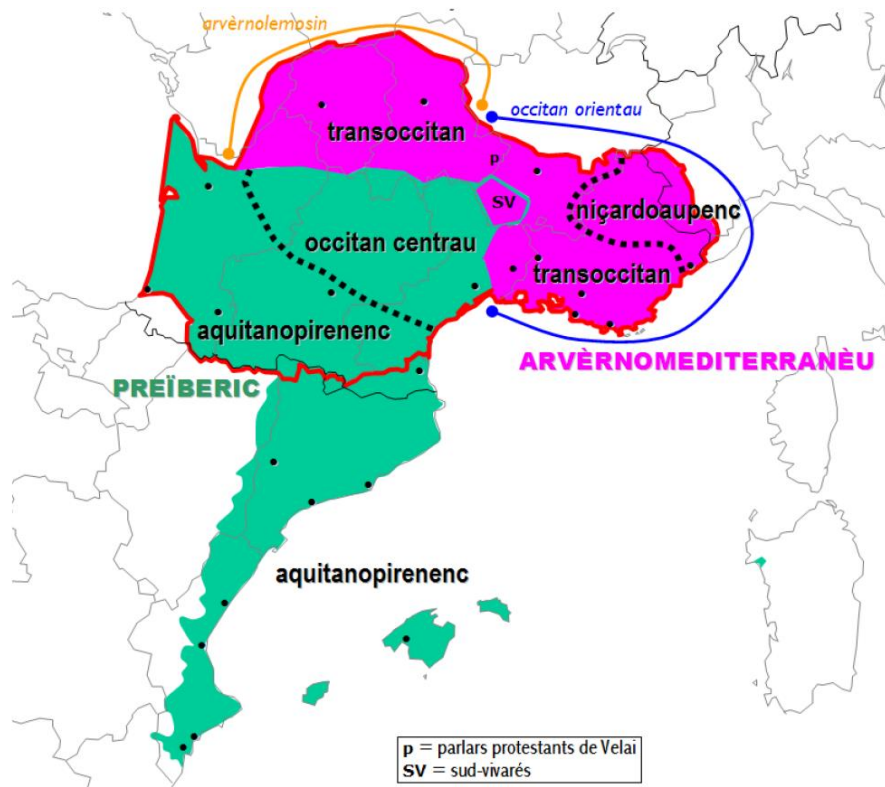 arvèrnolemosin
occitan orientau
transoccitan
p
SV
niçardoaupenc
occitan centrau
transoccitan
aquitanopirenenc
ARVÈRNOMEDITERRANÈU
PREÏBERIC
aquitanopirenenc
p = parlars protestants de Velai
SV = sud-vivarés